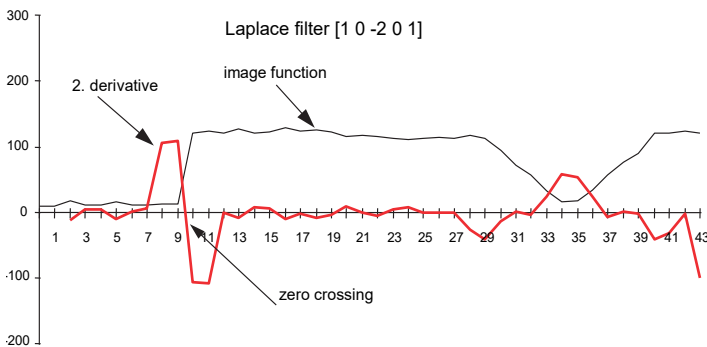 Laplace filter [1 0 -2 0 1]
300
2. derivative
image function
200
100
0
1 3 5 7 9 11 13 15 17 19 21 23 25 27 29 31 33 35 37 39 41 43
-100
zero crossing
-200